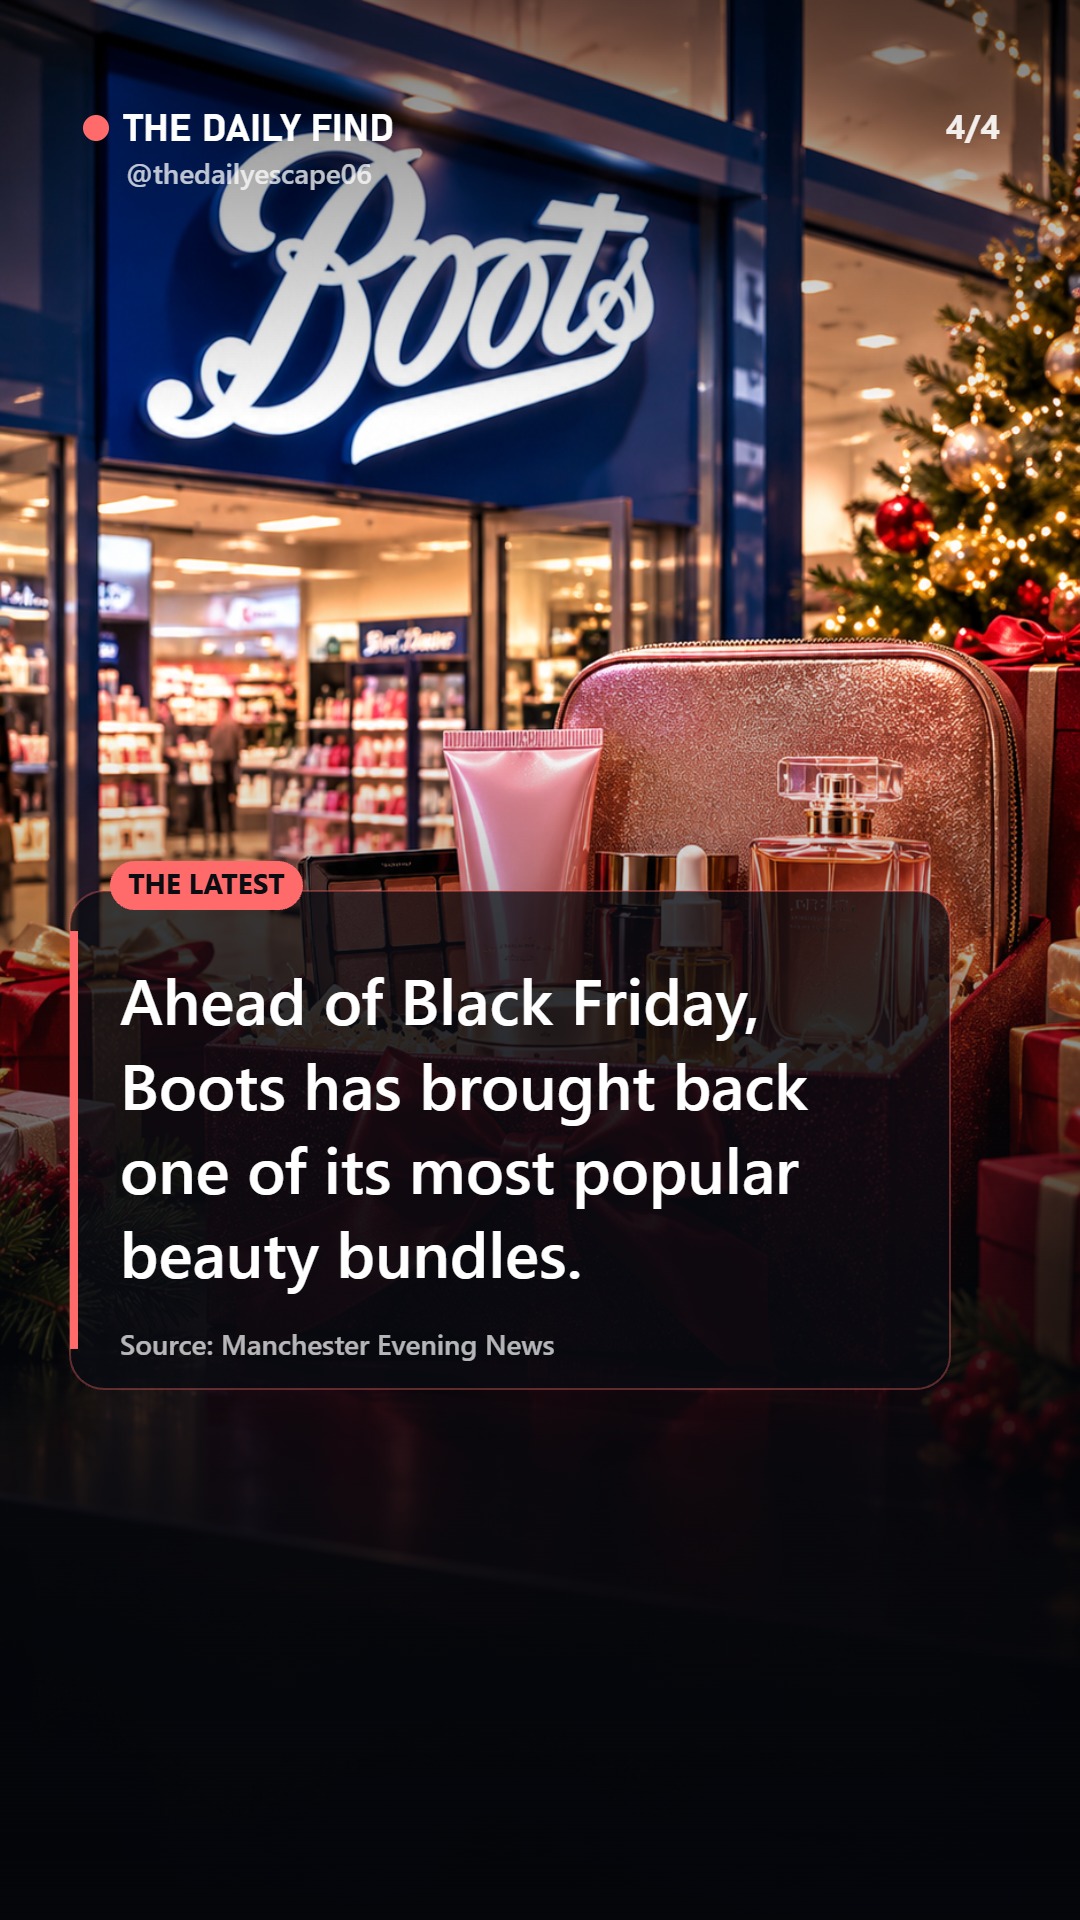 THE DAILY FIND
4/4
@thedailyescape06
Boots
THE LATEST
Ahead of Black Friday,
Boots has brought back
one of its most popular
beauty bundles.
Source: Manchester Evening News